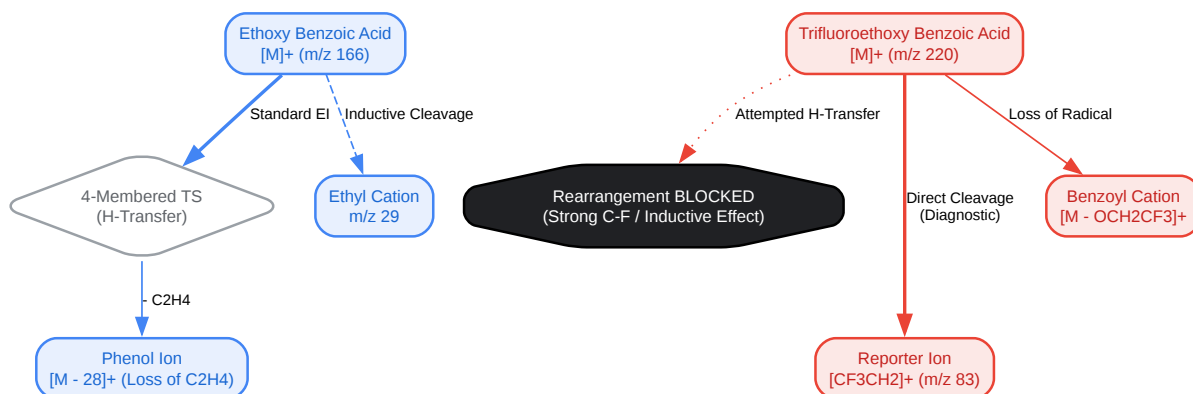 Ethoxy Benzoic Acid
[M]+ (m/z 166)
Trifluoroethoxy Benzoic Acid
[M]+ (m/z 220)
Standard EI
Inductive Cleavage
Attempted H-Transfer
Loss of Radical
4-Membered TS
(H-Transfer)
Ethyl Cation
m/z 29
Rearrangement BLOCKED
(Strong C-F / Inductive Effect)
Direct Cleavage
(Diagnostic)
Benzoyl Cation
[M - OCH2CF3]+
- C2H4
Phenol Ion
[M - 28]+ (Loss of C2H4)
Reporter Ion
[CF3CH2]+ (m/z 83)